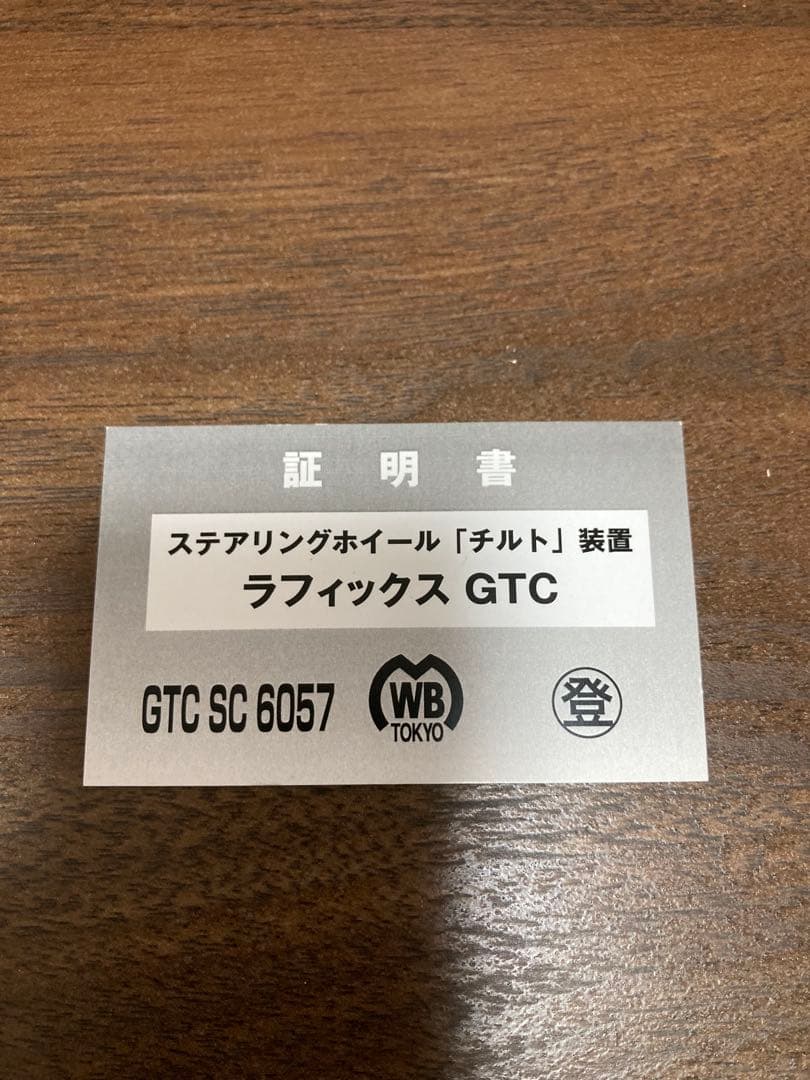 証明書
ステアリングホイール「チルト」装置
ラフィックス GTC
GTC SC 6057
M WB TOKYO
登